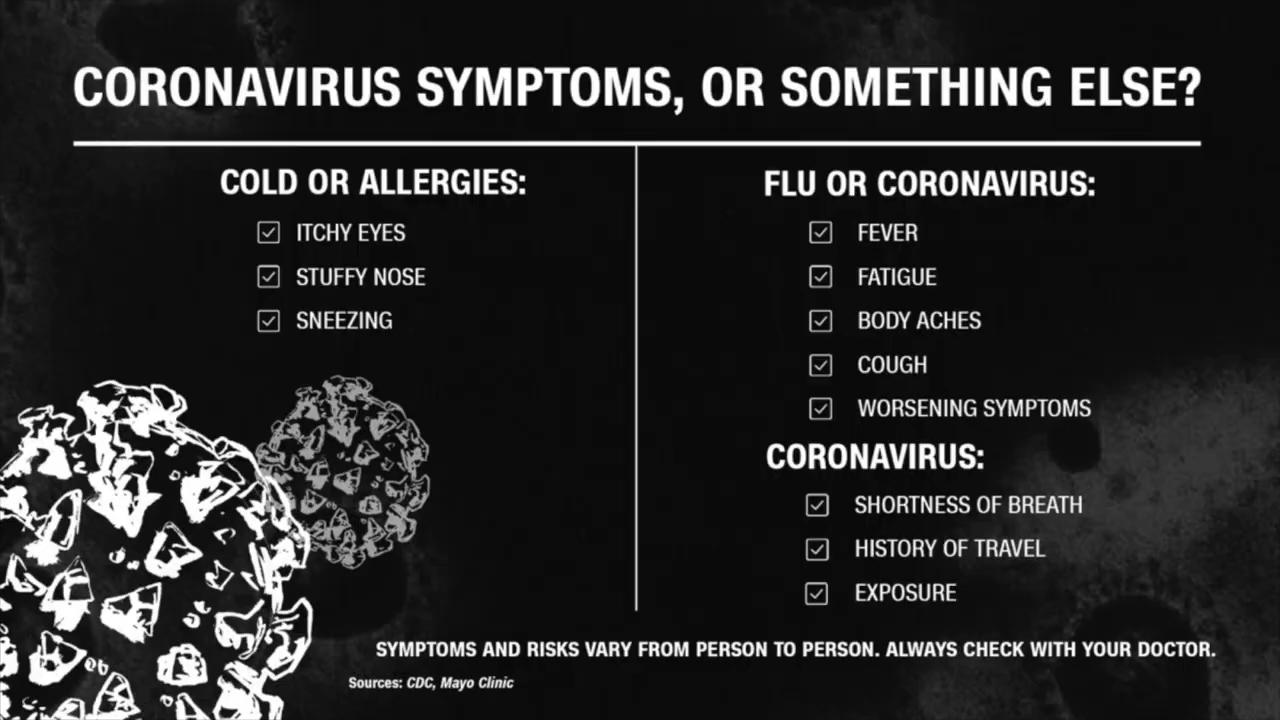 CORONAVIRUS SYMPTOMS, OR SOMETHING ELSE?
COLD OR ALLERGIES:
ITCHY EYES
STUFFY NOSE
SNEEZING
FLU OR CORONAVIRUS:
FEVER
FATIGUE
BODY ACHES
COUGH
WORSENING SYMPTOMS
CORONAVIRUS:
SHORTNESS OF BREATH
HISTORY OF TRAVEL
EXPOSURE
SYMPTOMS AND RISKS VARY FROM PERSON TO PERSON. ALWAYS CHECK WITH YOUR DOCTOR.
Sources: CDC, Mayo Clinic